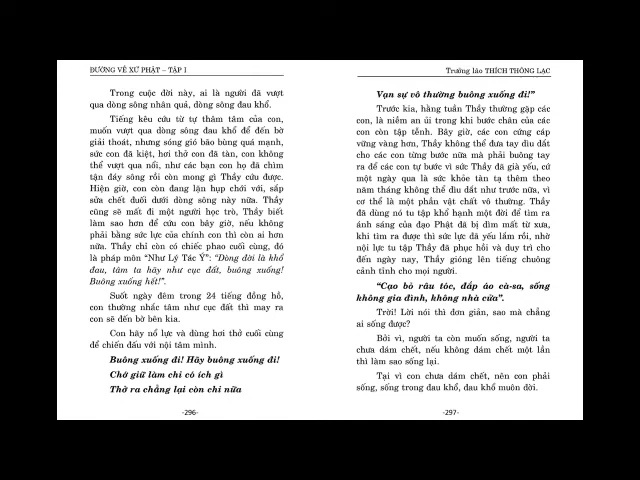 ĐƯỜNG VỀ XỨ PHẬT – TẬP I
Trong cuộc đời này, ai là người đã vượt
qua dòng sông nhân quả, dòng sông đau khổ.
Tiếng kêu cứu từ tự thâm tâm của con,
muốn vượt qua dòng sông đau khổ để đến bờ
giải thoát, nhưng sóng gió bão bùng quá mạnh,
sức con đã kiệt, hơi thở con đã tàn, con không
thể vượt qua nổi, như các bạn con họ đã chìm
tận đáy sông rồi còn mong gì Thầy cứu được.
Hiện giờ, con còn đang lặn hụp chới với, sắp
sửa chết đuối dưới dòng sông này nữa. Thầy
cũng sẽ mất đi một người học trò, Thầy biết
làm sao hơn để cứu con bây giờ, nếu không
phải bằng sức lực của chính con thì còn ai hơn
nữa. Thầy chỉ còn có chiếc phao cuối cùng, đó
là pháp môn "Như Lý Tác Ý": "Dòng đời là khổ
đau, tâm ta hãy như cục đất, buông xuống!
Buông xuống hết!".
Suốt ngày đêm trong 24 tiếng đồng hồ,
con thường nhắc tâm như cục đất thì may ra
con sẽ đến bờ bên kia.
Con hãy nổ lực và dùng hơi thở cuối cùng
để chiến đấu với nội tâm mình.
Buông xuống đi! Hãy buông xuống đi!
Chớ giữ làm chi có ích gì
Thở ra chẳng lại còn chi nữa
-296-
Trưởng lão THÍCH THÔNG LẠC
Vạn sự vô thường buông xuống đi!"
Trước kia, hằng tuần Thầy thường gặp các
con, là niềm an ủi trong khi bước chân của các
con còn tập tễnh. Bây giờ, các con cứng cáp
vững vàng hơn, Thầy không thể đưa tay dìu dắt
cho các con từng bước nữa mà phải buông tay
ra để các con tự bước vì sức Thầy đã già yếu, cứ
một ngày qua là sức khỏe tàn tạ thêm theo
năm tháng không thể dìu dắt như trước nữa, vì
cơ thể là một phần vật chất vô thường. Thầy
đã dùng nó tu tập khổ hạnh một đời để tìm ra
ánh sáng của đạo Phật đã bị dìm mất từ xưa,
khi tìm ra được thì sức lực đã yếu lắm rồi, nhờ
nội lực tu tập Thầy đã phục hồi và duy trì cho
đến ngày nay, Thầy gióng lên tiếng chuông
cảnh tỉnh cho mọi người.
"Cạo bỏ râu tóc, đắp áo cà-sa, sống
không gia đình, không nhà cửa".
Trời! Lời nói thì đơn giản, sao mà chẳng
ai sống được?
Bởi vì, người ta còn muốn sống, người ta
chưa dám chết, nếu không dám chết một lần
thì làm sao sống lại.
Tại vì con chưa dám chết, nên con phải
sống, sống trong đau khổ, đau khổ muôn đời.
-297-